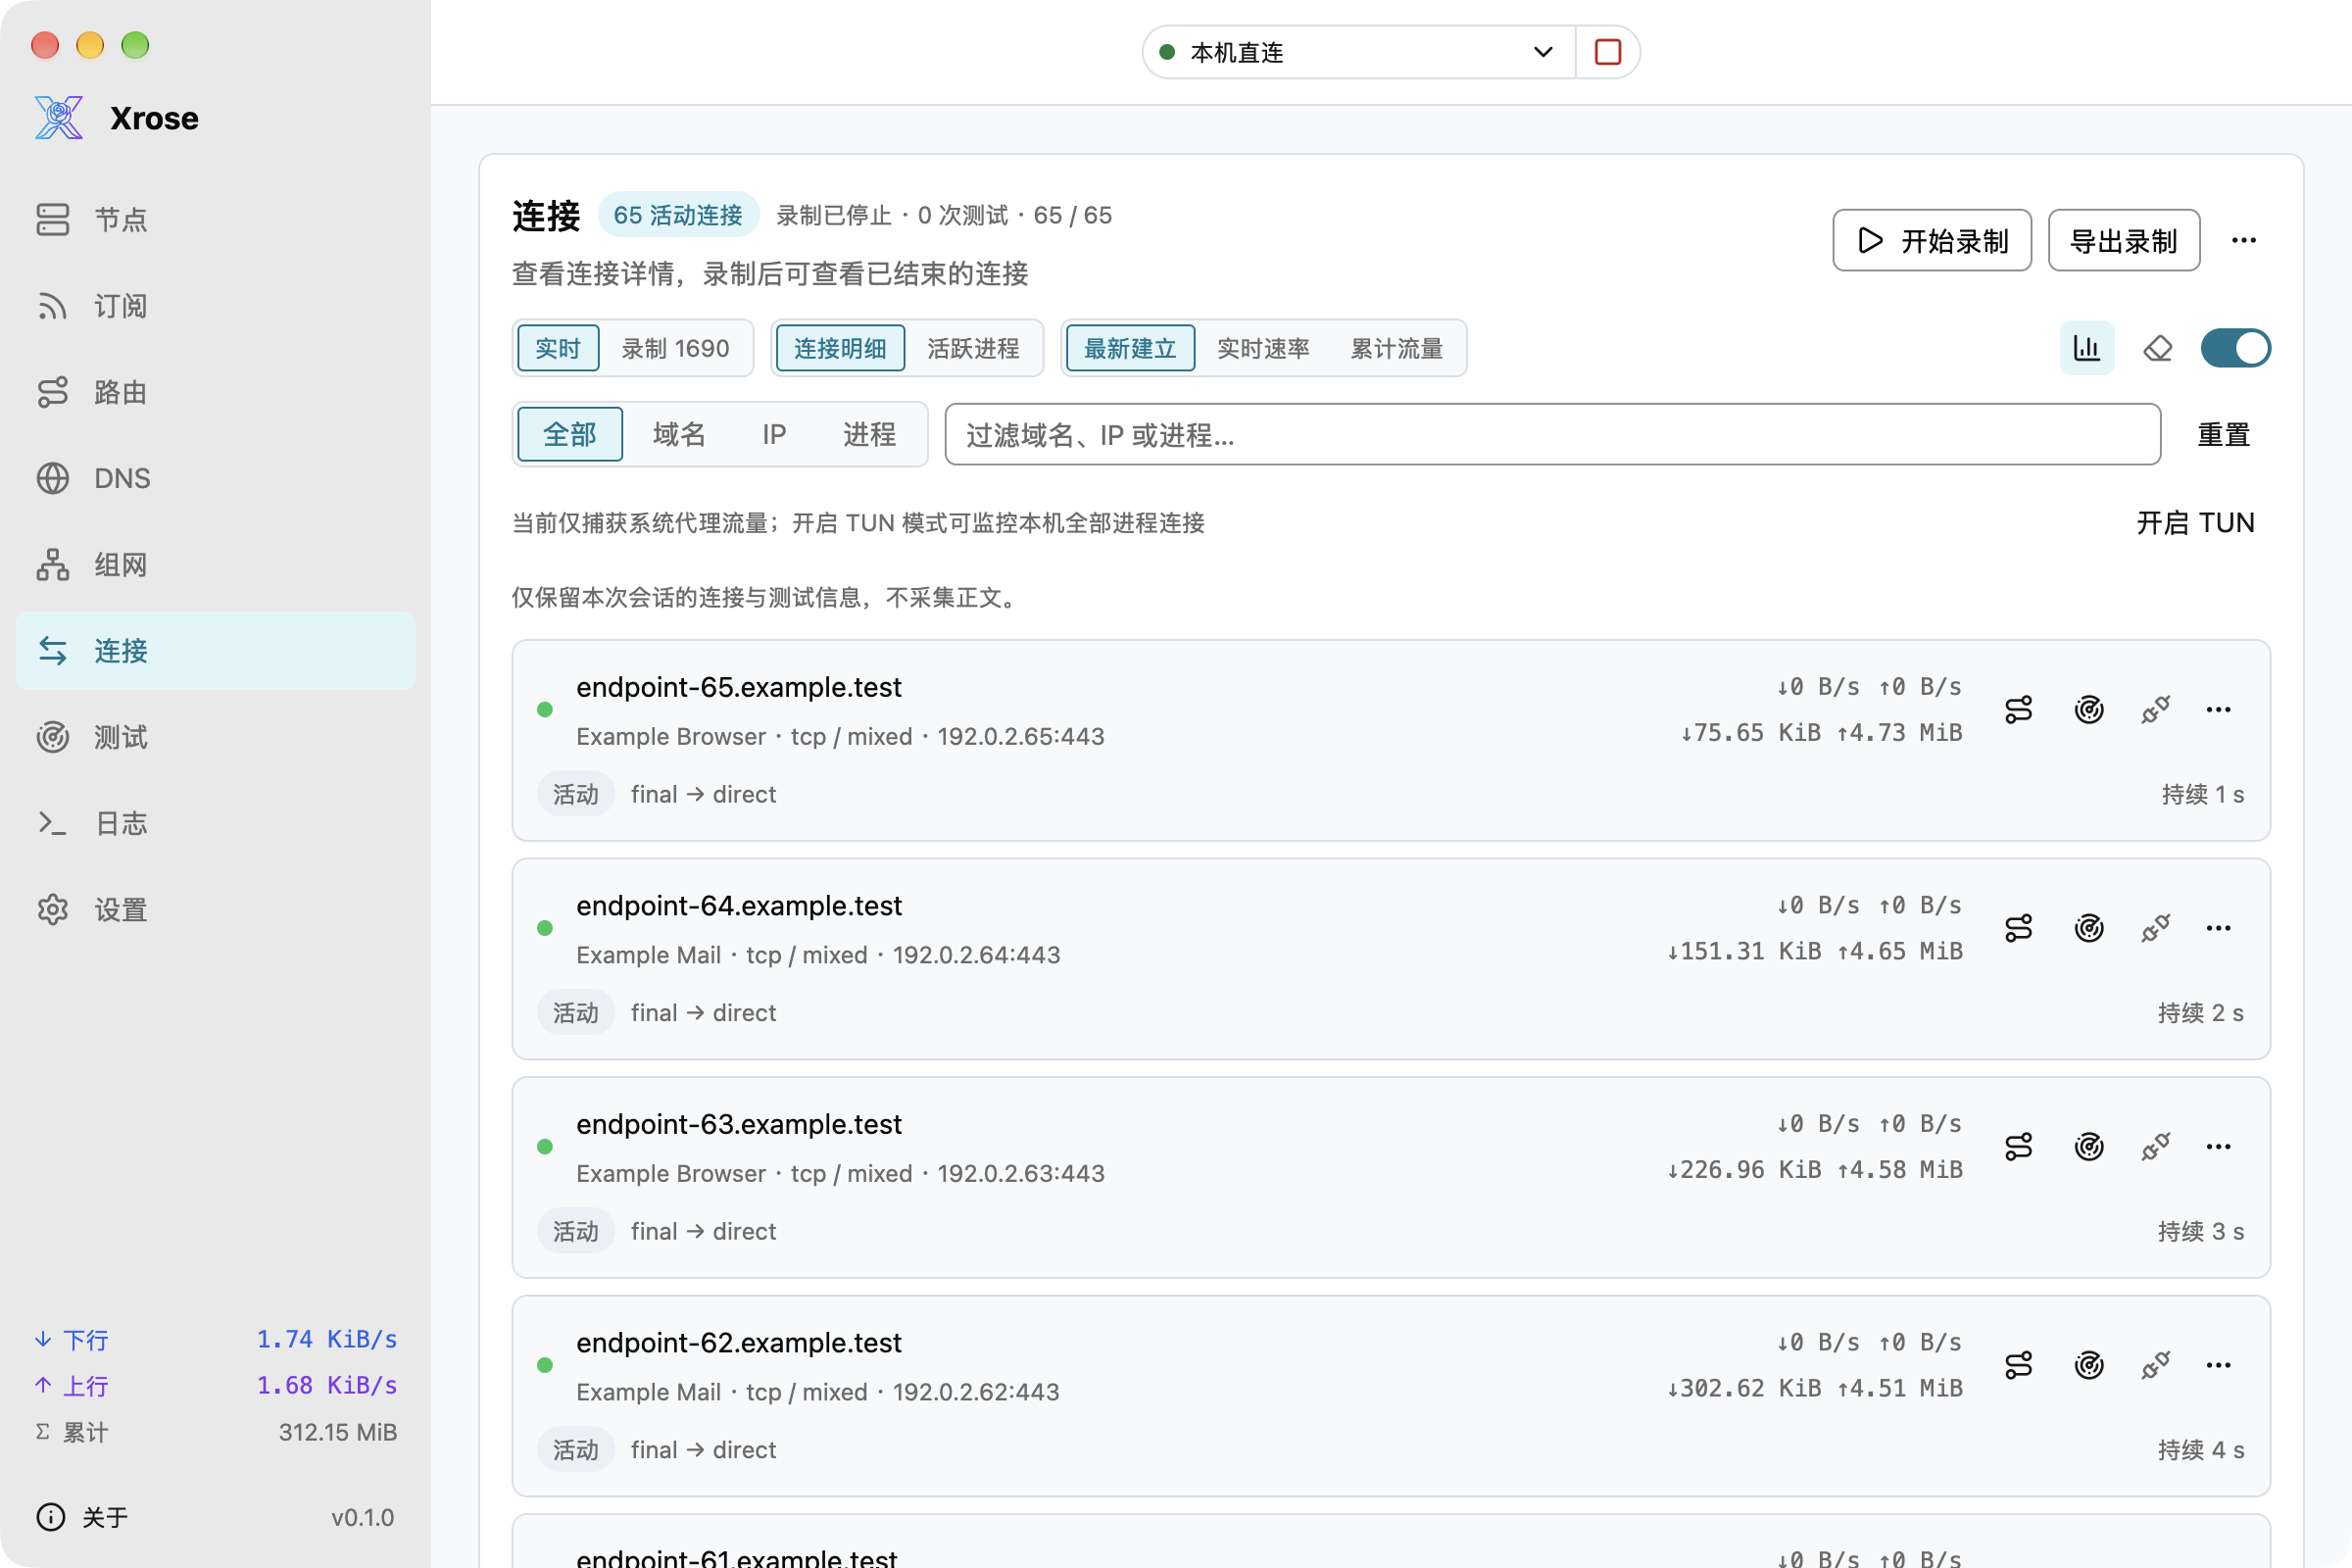 本机直连
Xrose
节点
订阅
路由
DNS
组网
连接
测试
日志
设置
下行 1.74 KiB/s
上行 1.68 KiB/s
Σ 累计 312.15 MiB
关于 v0.1.0
连接 65 活动连接 录制已停止 · 0 次测试 · 65 / 65
查看连接详情，录制后可查看已结束的连接
开始录制 导出录制
实时 录制 1690 连接明细 活跃进程 最新建立 实时速率 累计流量
全部 域名 IP 进程 过滤域名、IP 或进程... 重置
当前仅捕获系统代理流量；开启 TUN 模式可监控本机全部进程连接 开启 TUN
仅保留本次会话的连接与测试信息，不采集正文。
endpoint-65.example.test ↓0 B/s ↑0 B/s
Example Browser · tcp / mixed · 192.0.2.65:443 ↓75.65 KiB ↑4.73 MiB
活动 final → direct 持续 1 s
endpoint-64.example.test ↓0 B/s ↑0 B/s
Example Mail · tcp / mixed · 192.0.2.64:443 ↓151.31 KiB ↑4.65 MiB
活动 final → direct 持续 2 s
endpoint-63.example.test ↓0 B/s ↑0 B/s
Example Browser · tcp / mixed · 192.0.2.63:443 ↓226.96 KiB ↑4.58 MiB
活动 final → direct 持续 3 s
endpoint-62.example.test ↓0 B/s ↑0 B/s
Example Mail · tcp / mixed · 192.0.2.62:443 ↓302.62 KiB ↑4.51 MiB
活动 final → direct 持续 4 s
endpoint-61.example.test ↓0 B/s ↑0 B/s